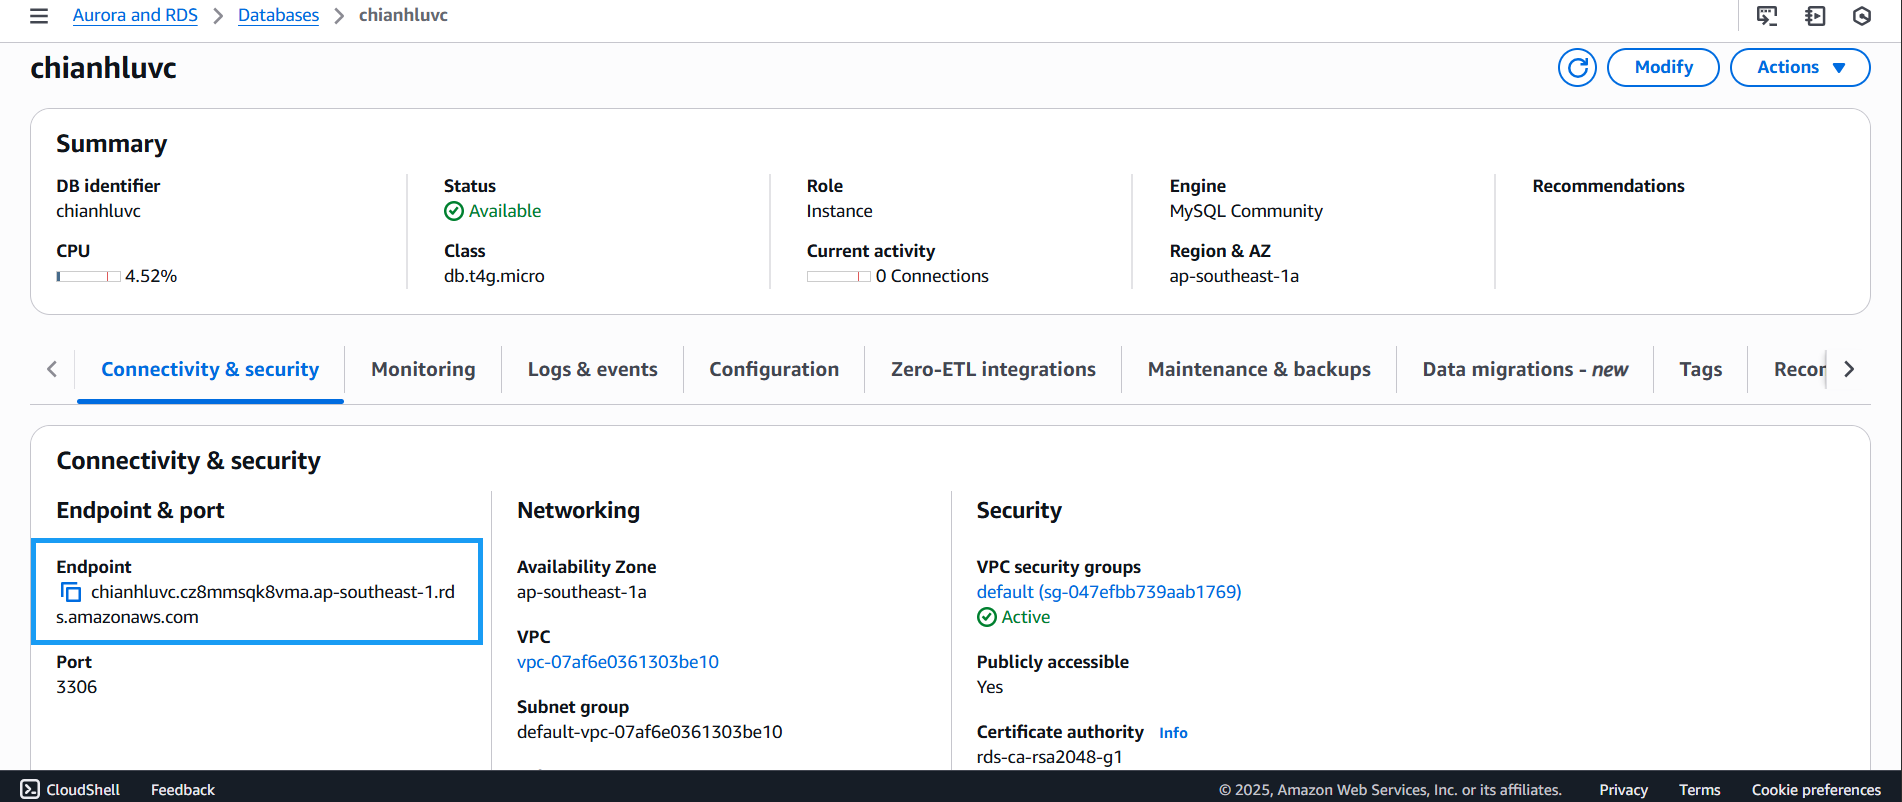 Aurora and RDS > Databases > chianhluvc
chianhluvc
Modify
Actions
Summary
DB identifier
chianhluvc
Status
Available
Role
Instance
Engine
MySQL Community
Recommendations
CPU
4.52%
Class
db.t4g.micro
Current activity
0 Connections
Region & AZ
ap-southeast-1a
Connectivity & security
Monitoring
Logs & events
Configuration
Zero-ETL integrations
Maintenance & backups
Data migrations - new
Tags
Recor
Connectivity & security
Endpoint & port
Endpoint
chianhluvc.cz8mmsqk8vma.ap-southeast-1.rd
s.amazonaws.com
Port
3306
Networking
Availability Zone
ap-southeast-1a
VPC
vpc-07af6e0361303be10
Subnet group
default-vpc-07af6e0361303be10
Security
VPC security groups
default (sg-047efbb739aab1769)
Active
Publicly accessible
Yes
Certificate authority Info
rds-ca-rsa2048-g1
CloudShell
Feedback
© 2025, Amazon Web Services, Inc. or its affiliates.
Privacy
Terms
Cookie preferences